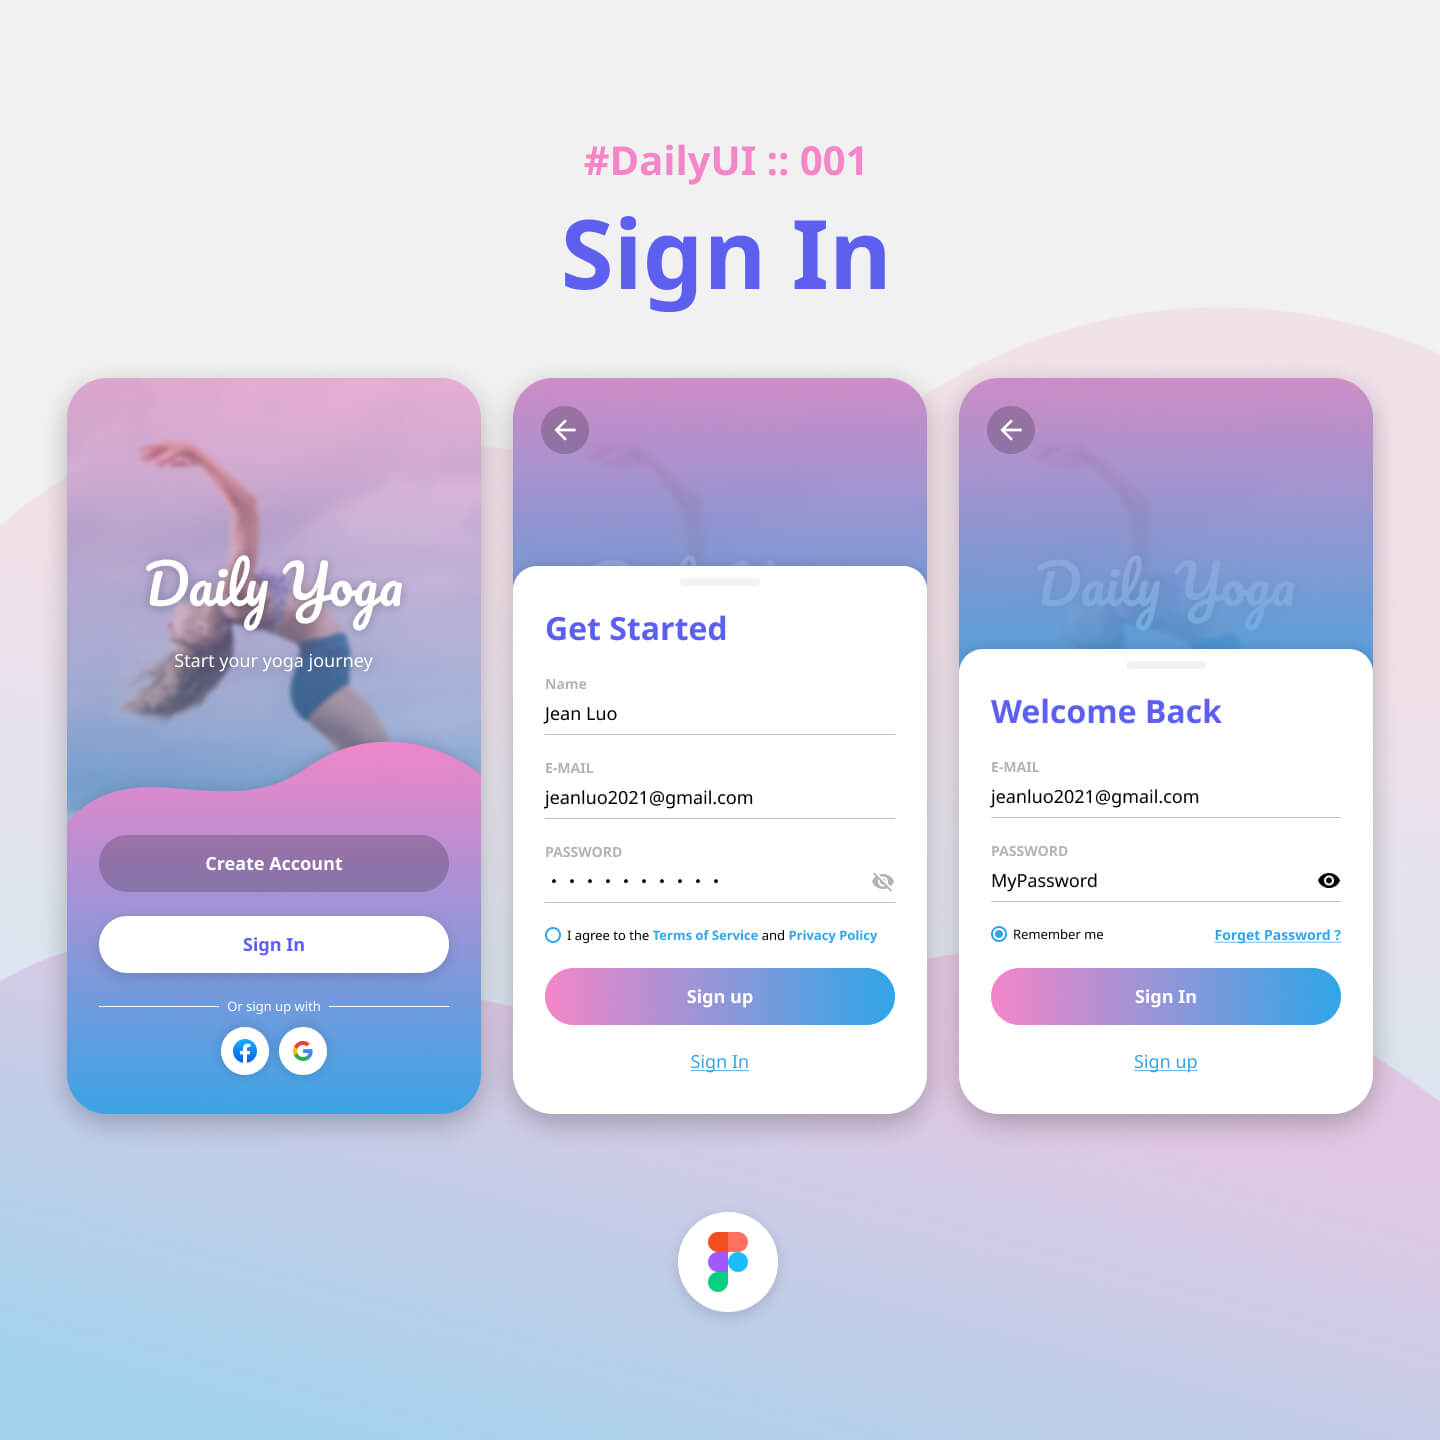 #DailyUI :: 001
Sign In
Daily Yoga
Start your yoga journey
Create Account
Sign In
Or sign up with
Get Started
Name
Jean Luo
E-MAIL
jeanluo2021@gmail.com
PASSWORD
••••••••••
I agree to the Terms of Service and Privacy Policy
Sign up
Sign In
Daily Yoga
Welcome Back
E-MAIL
jeanluo2021@gmail.com
PASSWORD
MyPassword
Remember me
Forget Password ?
Sign In
Sign up